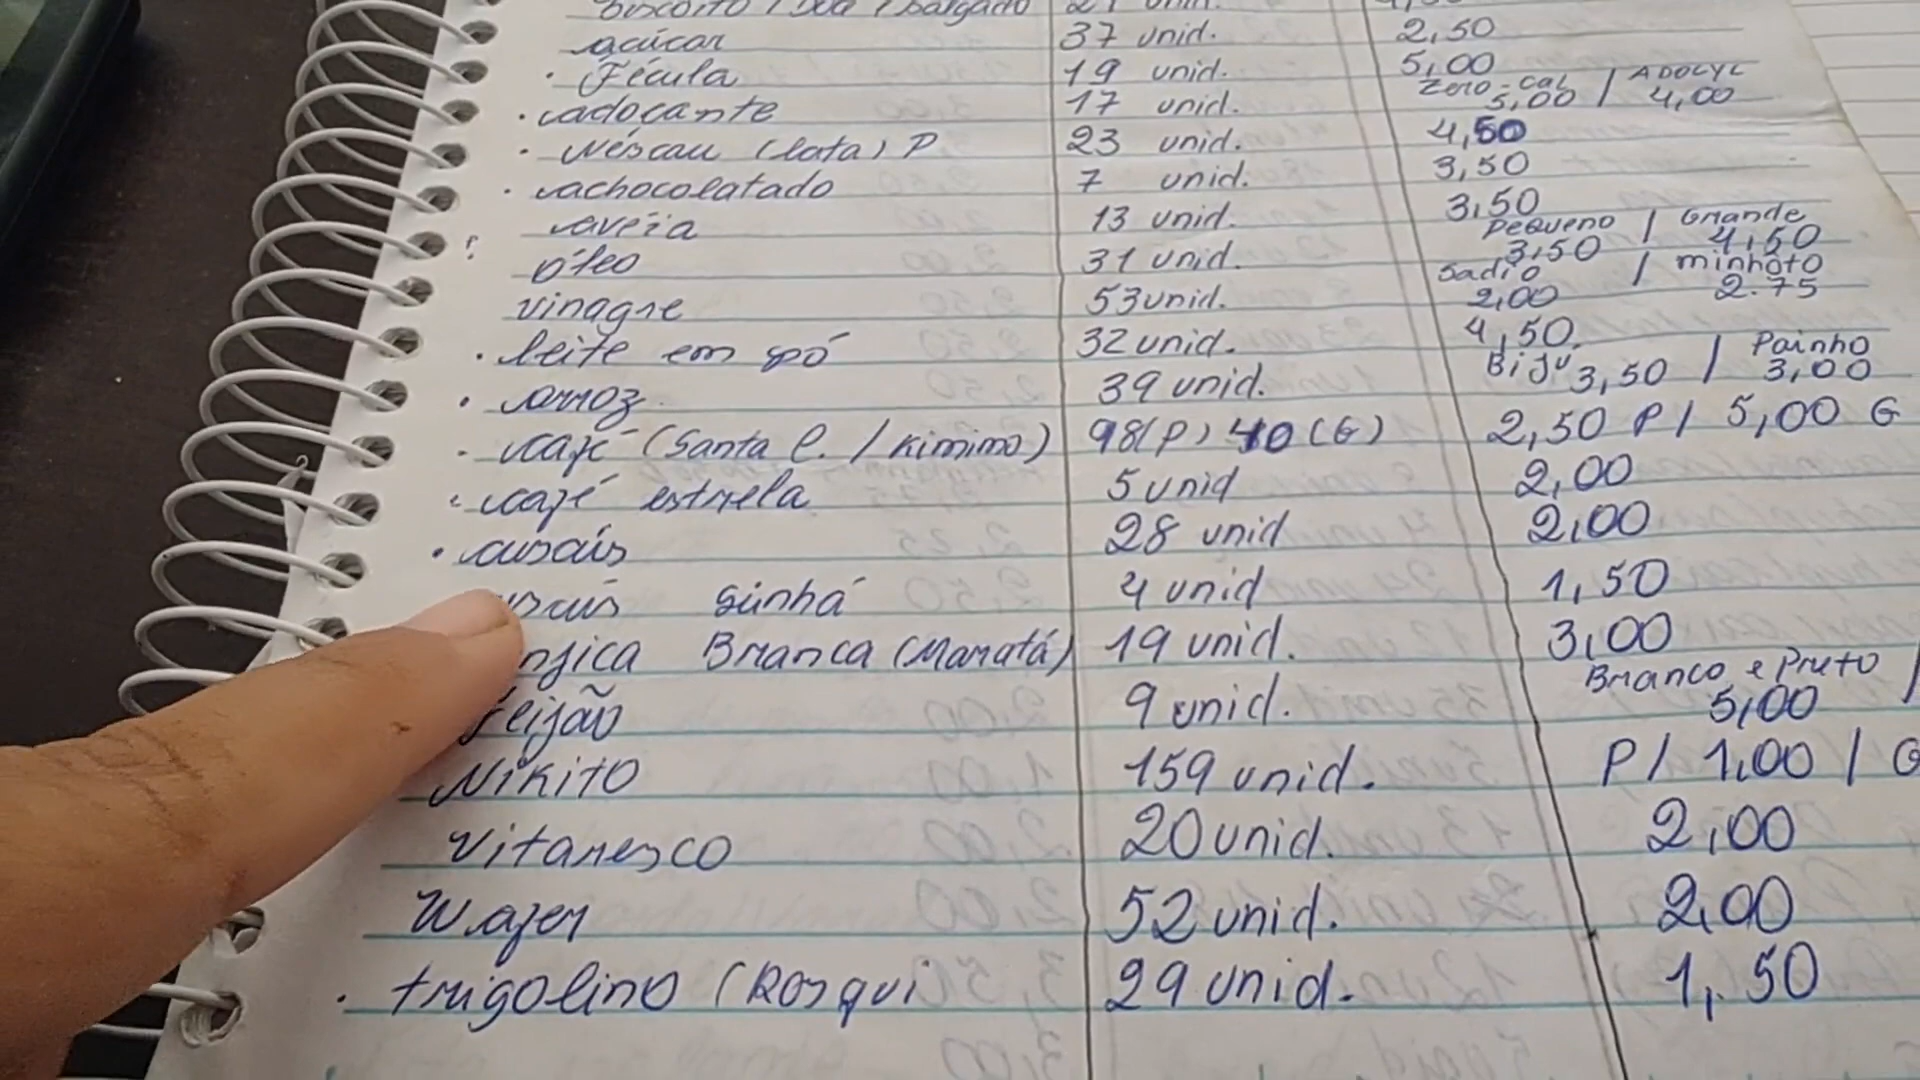 açúcar 37 unid. 2,50
. Fécula 19 unid. 5,00
Zero-cal / ADOCYL
. adoçante 17 unid. 5,00 / 4,00
. Néscau (lata) P 23 unid. 4,50
. achocolatado 7 unid. 3,50
aveia 13 unid. 3,50
Pequeno / Grande
óleo 31 unid. 3,50 4,50
Sadio / minhoto
vinagre 53 unid. 2,00 2.75
. leite em pó 32 unid. 4,50
Biju / Painho
. arroz 39 unid. 3,50 3,00
. café (Santa C. / Kimimo) 98(P) 40(G) 2,50 P / 5,00 G
. café estrela 5 unid 2,00
. cuscús 28 unid 2,00
sinhá 4 unid 1,50
Branca (Maratá) 19 unid. 3,00
Branco e Preto /
feijão 9 unid. 5,00
Nikito 159 unid. P / 1,00 / G
Vitanesco 20 unid. 2,00
Wafer 52 unid. 2,00
. trigolino (Rosqui 29 unid. 1,50